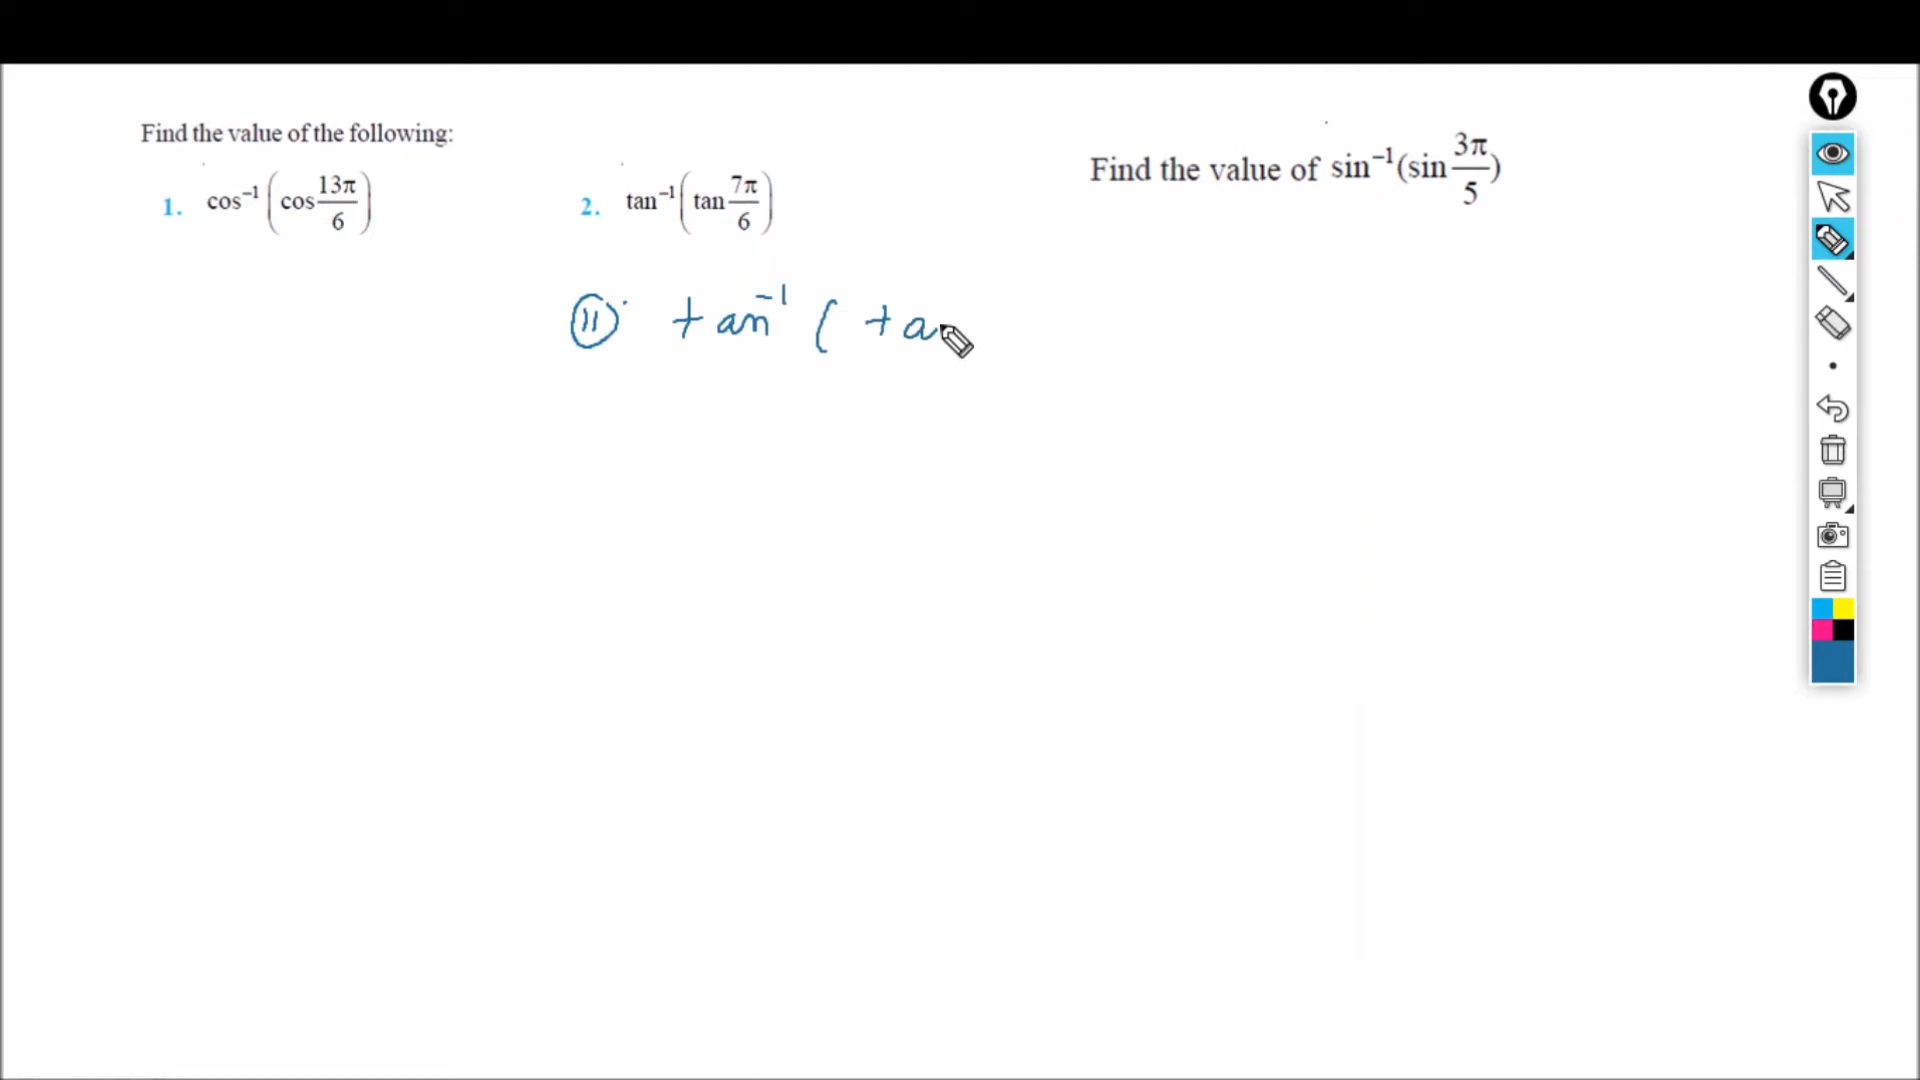 Find the value of the following:
1. cos⁻¹(cos 13π/6)
2. tan⁻¹(tan 7π/6)
Find the value of sin⁻¹(sin 3π/5)
(ii) tan⁻¹ ( ta